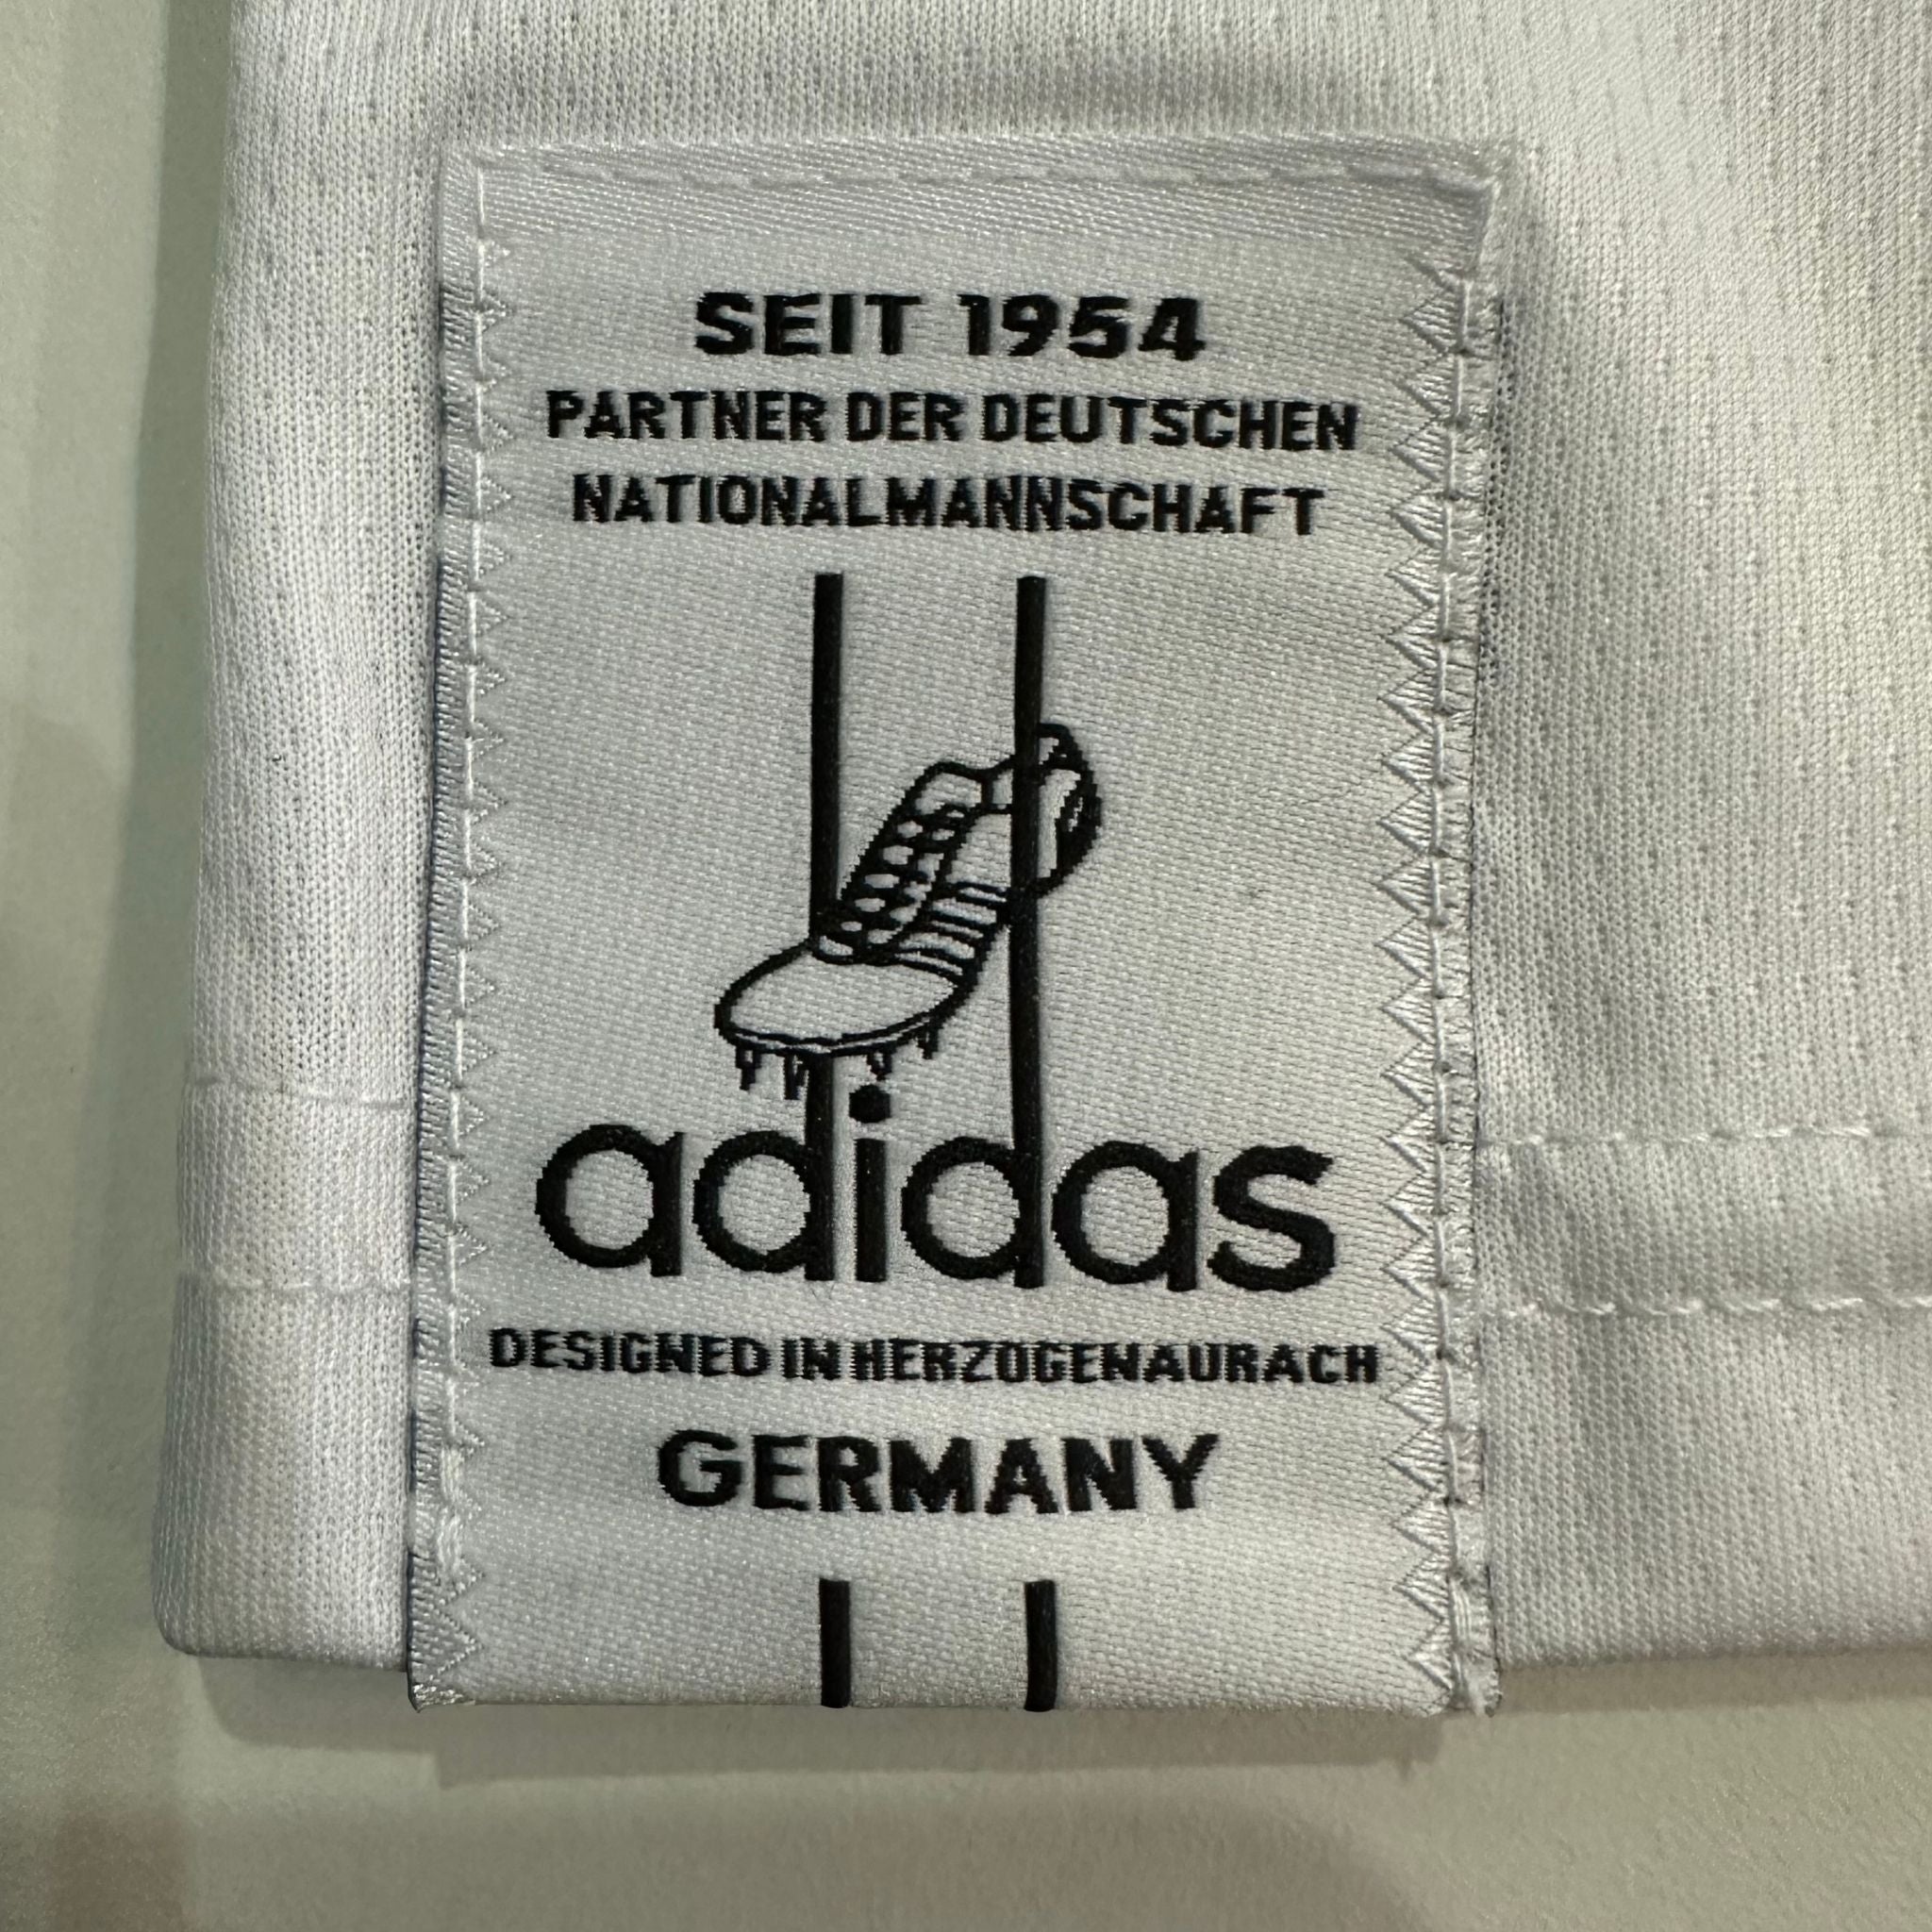 SEIT 1954
PARTNER DER DEUTSCHEN
NATIONALMANNSCHAFT
adidas
DESIGNED IN HERZOGENAURACH
GERMANY